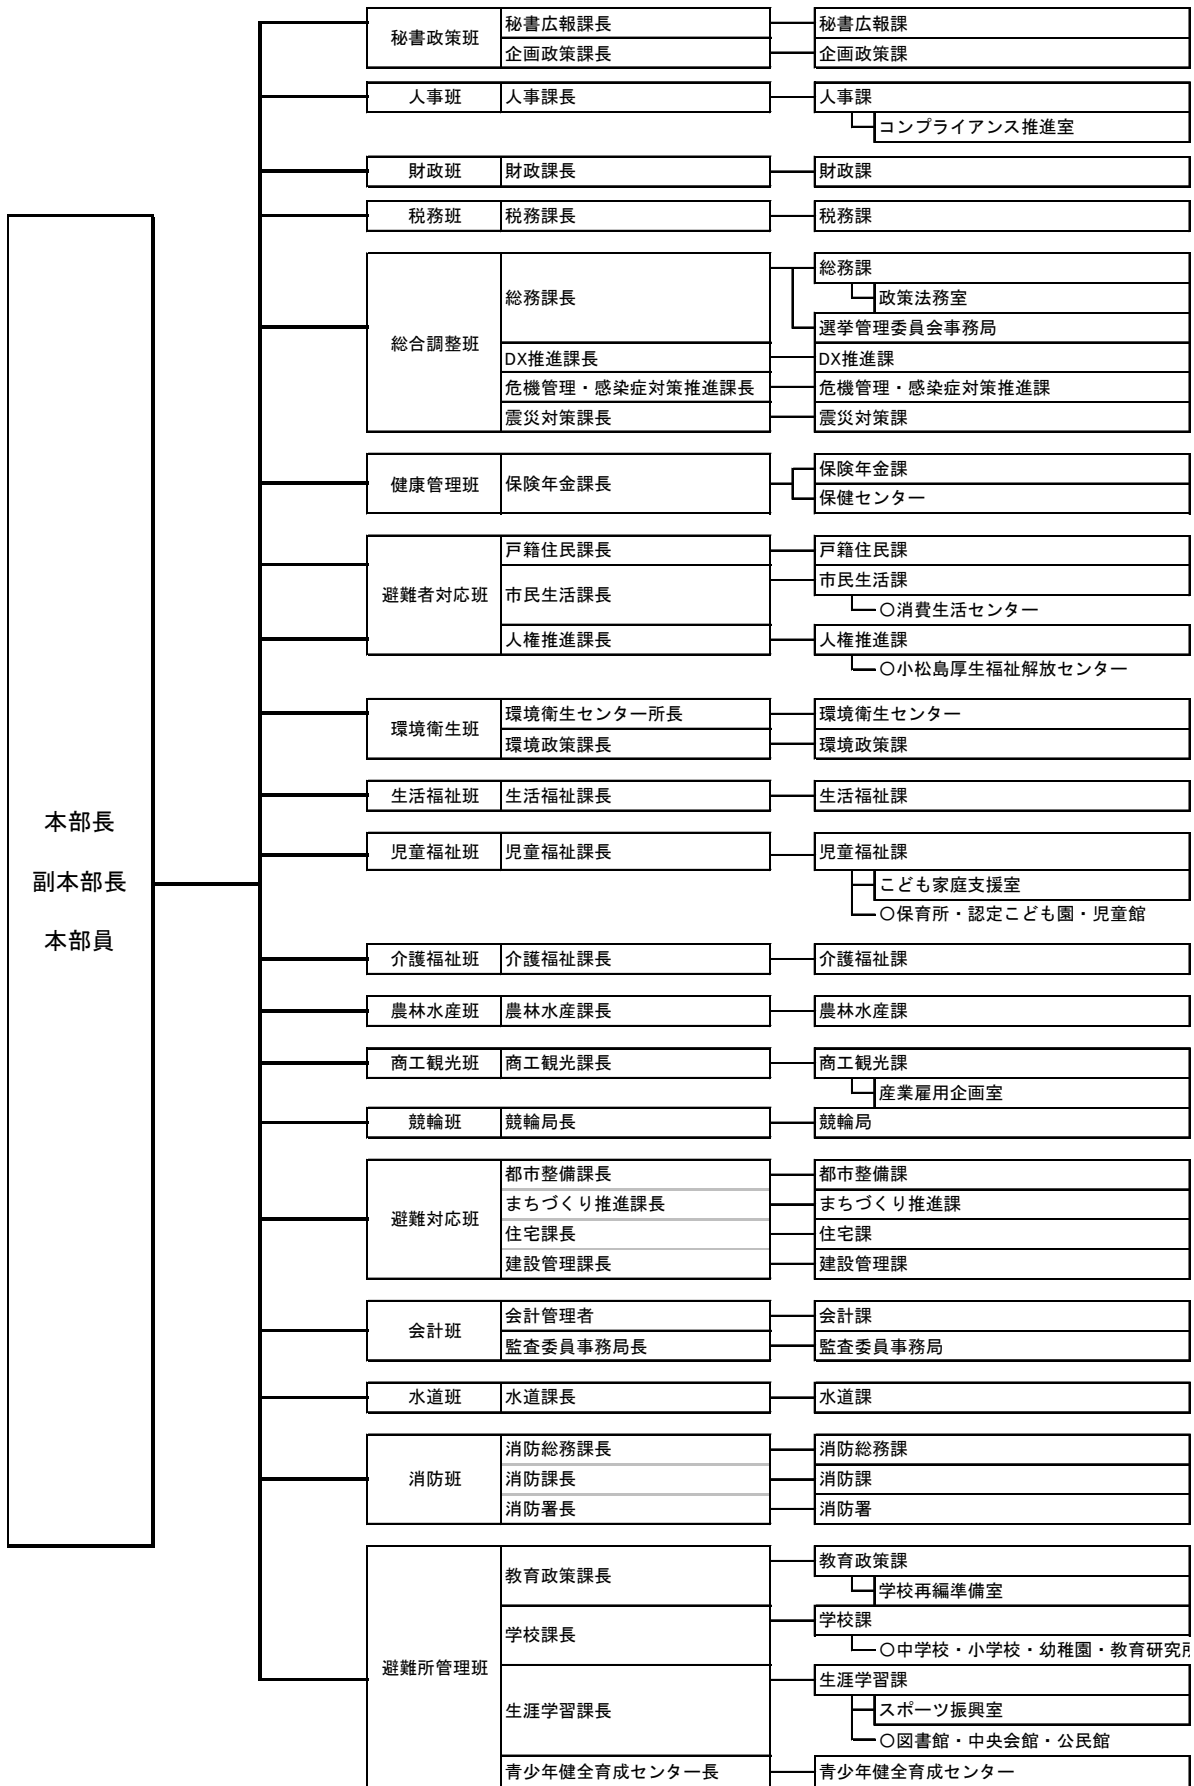 本部長
副本部長
本部員
秘書政策班
秘書広報課長
秘書広報課
企画政策課長
企画政策課
人事班
人事課長
人事課
コンプライアンス推進室
財政班
財政課長
財政課
税務班
税務課長
税務課
総合調整班
総務課長
総務課
政策法務室
選挙管理委員会事務局
DX推進課長
DX推進課
危機管理・感染症対策推進課長
危機管理・感染症対策推進課
震災対策課長
震災対策課
健康管理班
保険年金課長
保険年金課
保健センター
避難者対応班
戸籍住民課長
戸籍住民課
市民生活課長
市民生活課
〇消費生活センター
人権推進課長
人権推進課
〇小松島厚生福祉解放センター
環境衛生班
環境衛生センター所長
環境衛生センター
環境政策課長
環境政策課
生活福祉班
生活福祉課長
生活福祉課
児童福祉班
児童福祉課長
児童福祉課
こども家庭支援室
〇保育所・認定こども園・児童館
介護福祉班
介護福祉課長
介護福祉課
農林水産班
農林水産課長
農林水産課
商工観光班
商工観光課長
商工観光課
産業雇用企画室
競輪班
競輪局長
競輪局
避難対応班
都市整備課長
都市整備課
まちづくり推進課長
まちづくり推進課
住宅課長
住宅課
建設管理課長
建設管理課
会計班
会計管理者
会計課
監査委員事務局長
監査委員事務局
水道班
水道課長
水道課
消防班
消防総務課長
消防総務課
消防課長
消防課
消防署長
消防署
避難所管理班
教育政策課長
教育政策課
学校再編準備室
学校課長
学校課
〇中学校・小学校・幼稚園・教育研究所
生涯学習課長
生涯学習課
スポーツ振興室
〇図書館・中央会館・公民館
青少年健全育成センター長
青少年健全育成センター